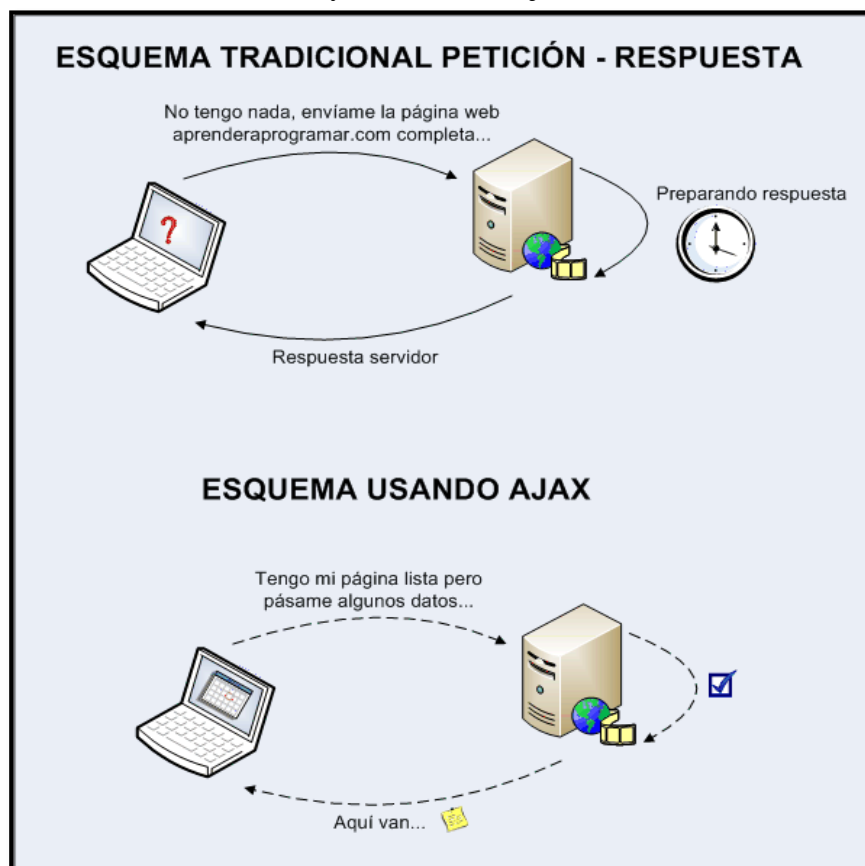 ESQUEMA TRADICIONAL PETICIÓN - RESPUESTA
No tengo nada, envíame la página web
aprenderaprogramar.com completa...
Preparando respuesta
?
Respuesta servidor
ESQUEMA USANDO AJAX
Tengo mi página lista pero
pásame algunos datos...
Aquí van...